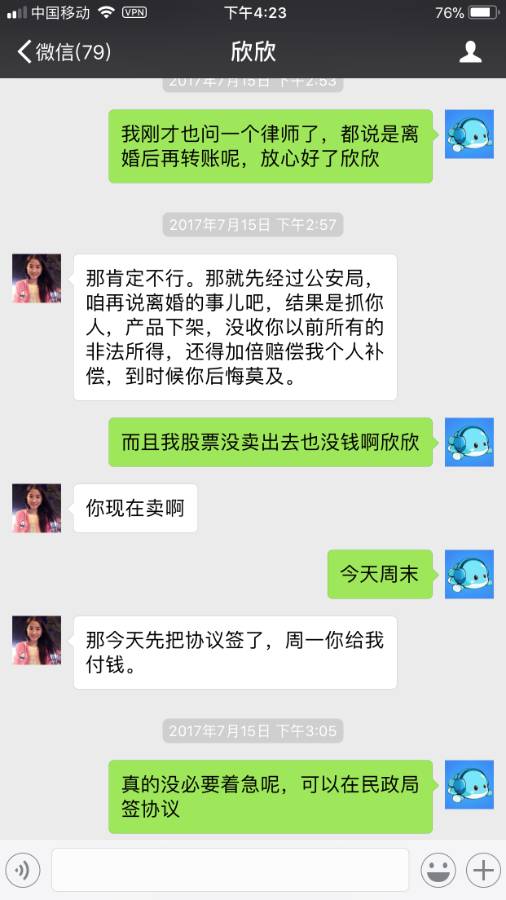 中国移动 VPN 下午4:23 76%
微信(79) 欣欣
2017年7月15日 下午2:53
我刚才也问一个律师了，都说是离
婚后再转账呢，放心好了欣欣
2017年7月15日 下午2:57
那肯定不行。那就先经过公安局，
咱再说离婚的事儿吧，结果是抓你
人，产品下架，没收你以前所有的
非法所得，还得加倍赔偿我个人补
偿，到时候你后悔莫及。
而且我股票没卖出去也没钱啊欣欣
你现在卖啊
今天周末
那今天先把协议签了，周一你给我
付钱。
2017年7月15日 下午3:05
真的没必要着急呢，可以在民政局
签协议